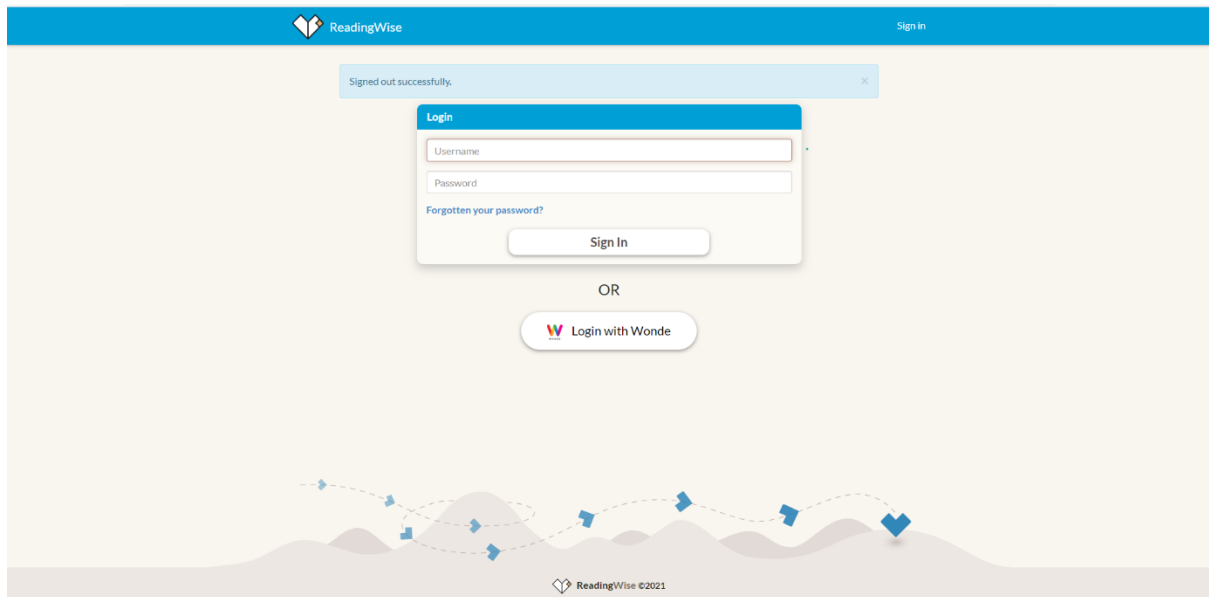 ReadingWise
Sign in
Signed out successfully.
×
Login
Username
Password
Forgotten your password?
Sign In
OR
Login with Wonde
ReadingWise ©2021